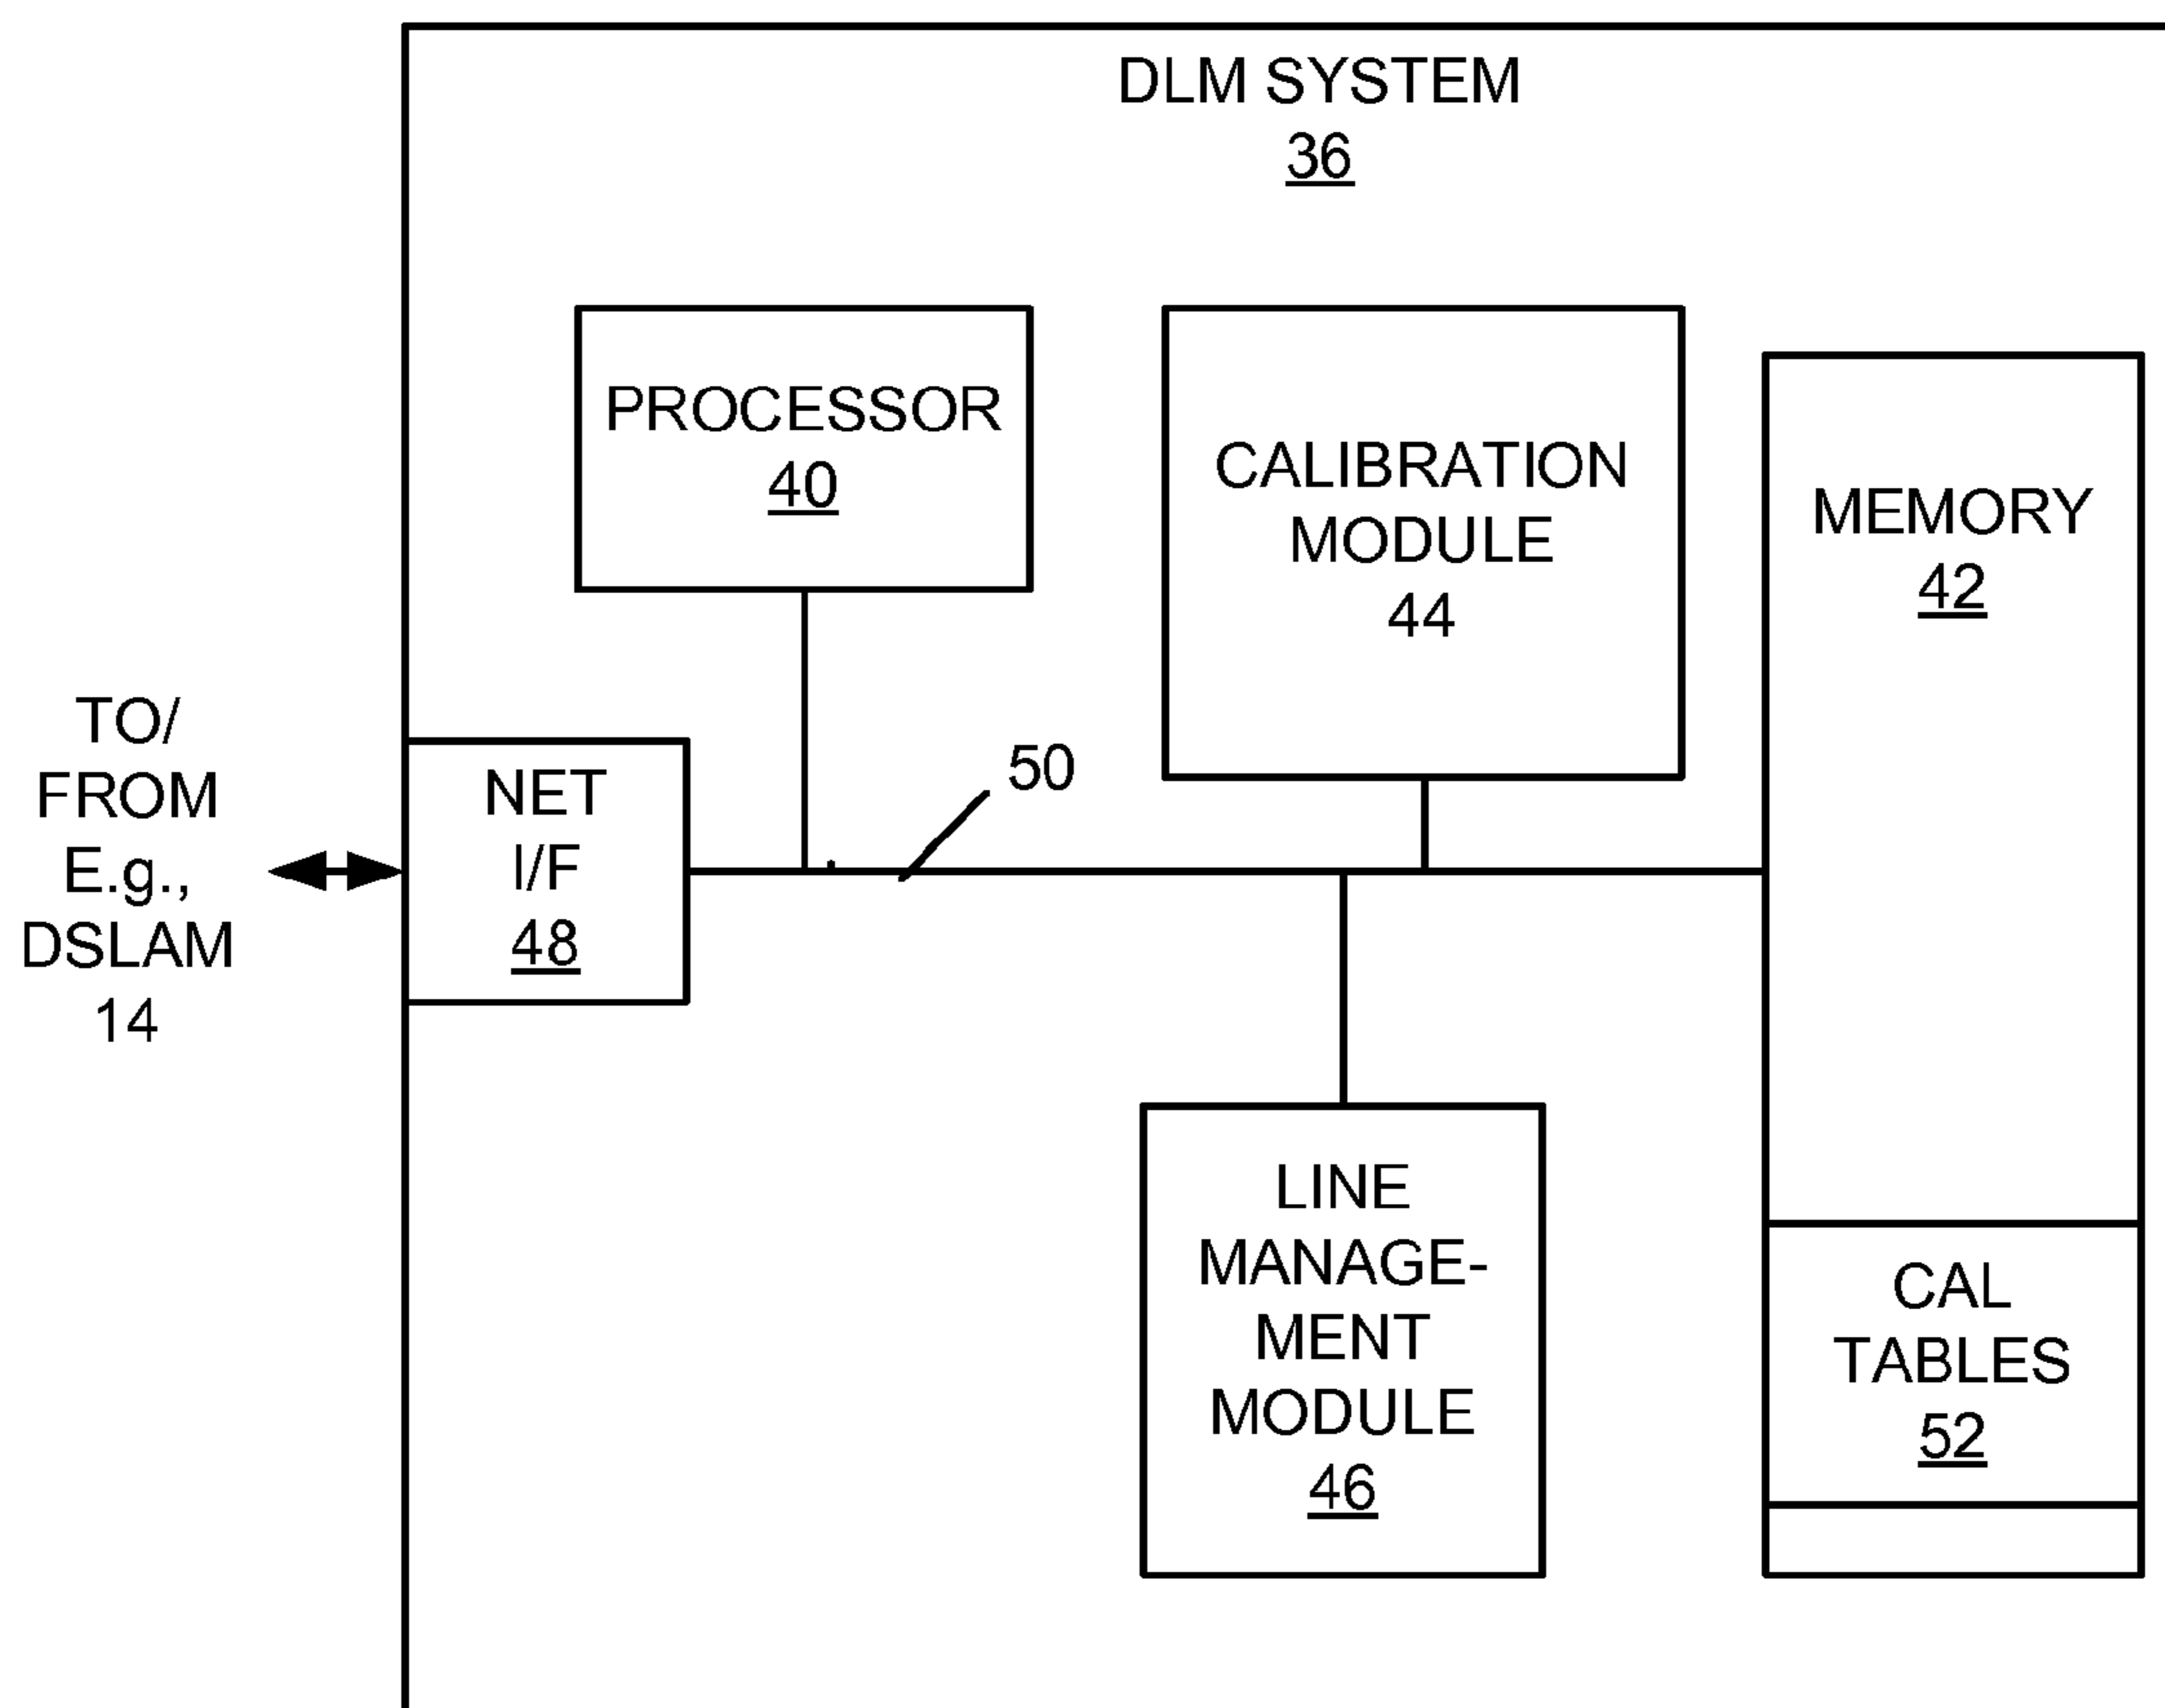 DLM SYSTEM
36
PROCESSOR
40
CALIBRATION
MODULE
44
MEMORY
42
TO/
FROM
E.g.,
DSLAM
14
NET
I/F
48
50
LINE
MANAGE-
MENT
MODULE
46
CAL
TABLES
52